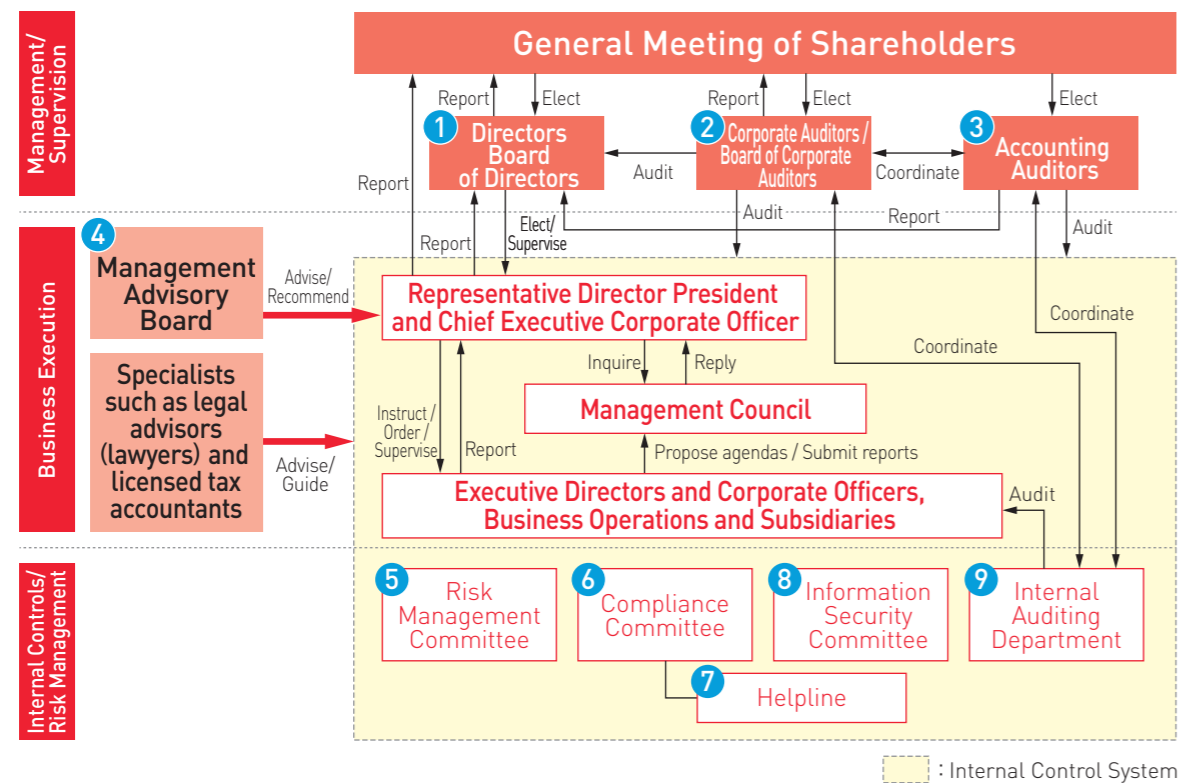 Management/
Supervision
General Meeting of Shareholders
Report
Elect
Report
Elect
Elect
1
Directors
Board
of Directors
2
Corporate Auditors /
Board of Corporate
Auditors
3
Accounting
Auditors
Audit
Coordinate
Report
Audit
Report
Audit
Elect/
Supervise
Report
Business Execution
4
Management
Advisory
Board
Advise/
Recommend
Representative Director President
and Chief Executive Corporate Officer
Coordinate
Coordinate
Inquire
Reply
Specialists
such as legal
advisors
(lawyers) and
licensed tax
accountants
Advise/
Guide
Instruct /
Order /
Supervise
Report
Management Council
Propose agendas / Submit reports
Executive Directors and Corporate Officers,
Business Operations and Subsidiaries
Audit
Internal Controls/
Risk Management
5
Risk
Management
Committee
6
Compliance
Committee
8
Information
Security
Committee
9
Internal
Auditing
Department
7
Helpline
: Internal Control System